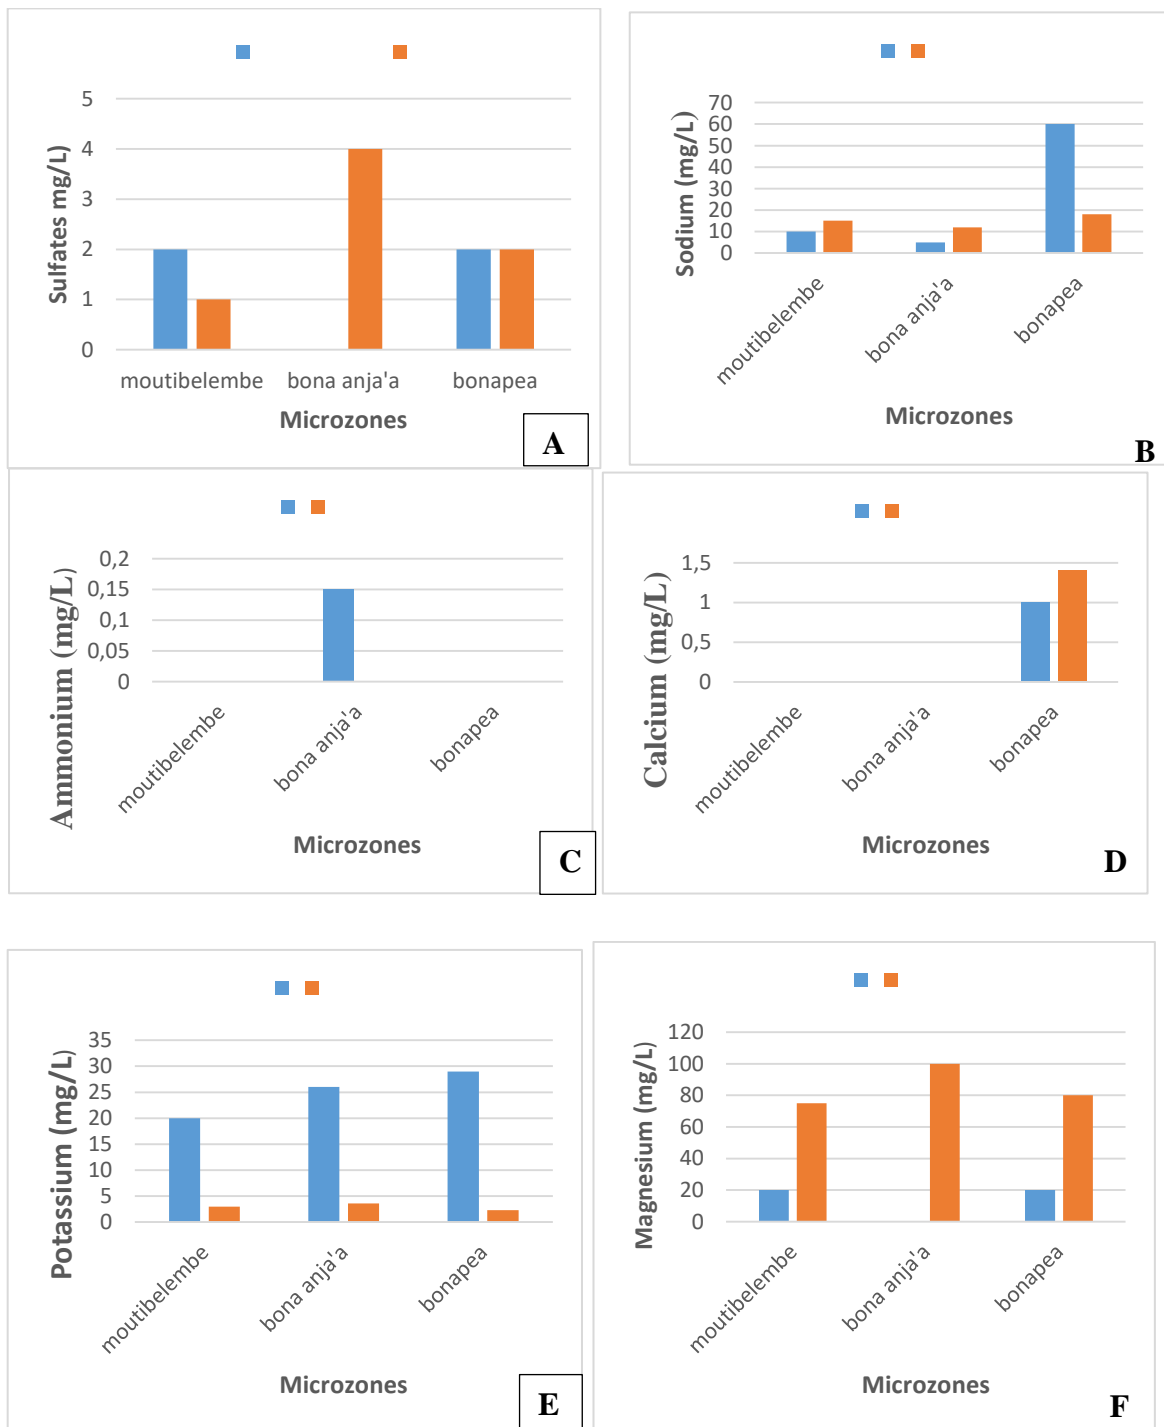 Sulfates mg/L)
5
4
3
2
1
0
moutibelembe bona anja'a bonapea
Microzones
A
Sodium (mg/L)
70
60
50
40
30
20
10
0
moutibelembe
bona anja'a
bonapea
Microzones
B
Ammonium (mg/L)
0,2
0,15
0,1
0,05
0
moutibelembe
bona anja'a
bonapea
Microzones
C
Calcium (mg/L)
1,5
1
0,5
0
moutibelembe
bona anja'a
bonapea
Microzones
D
Potassium (mg/L)
35
30
25
20
15
10
5
0
moutibelembe
bona anja'a
bonapea
Microzones
E
Magnesium (mg/L)
120
100
80
60
40
20
0
moutibelembe
bona anja'a
bonapea
Microzones
F